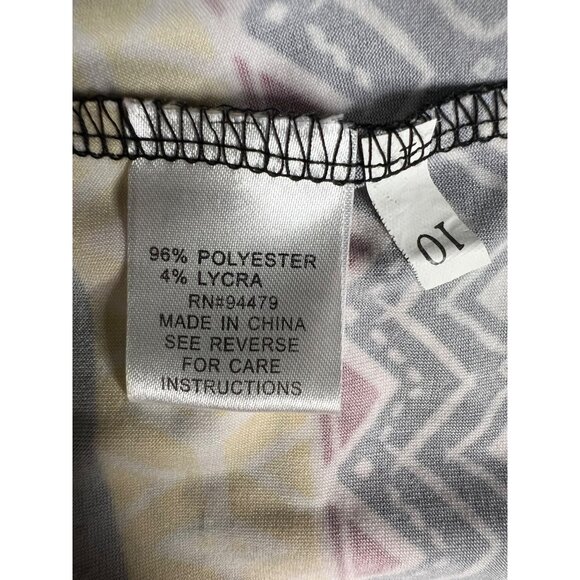 96% POLYESTER
4% LYCRA
RN#94479
MADE IN CHINA
SEE REVERSE
FOR CARE
INSTRUCTIONS
10